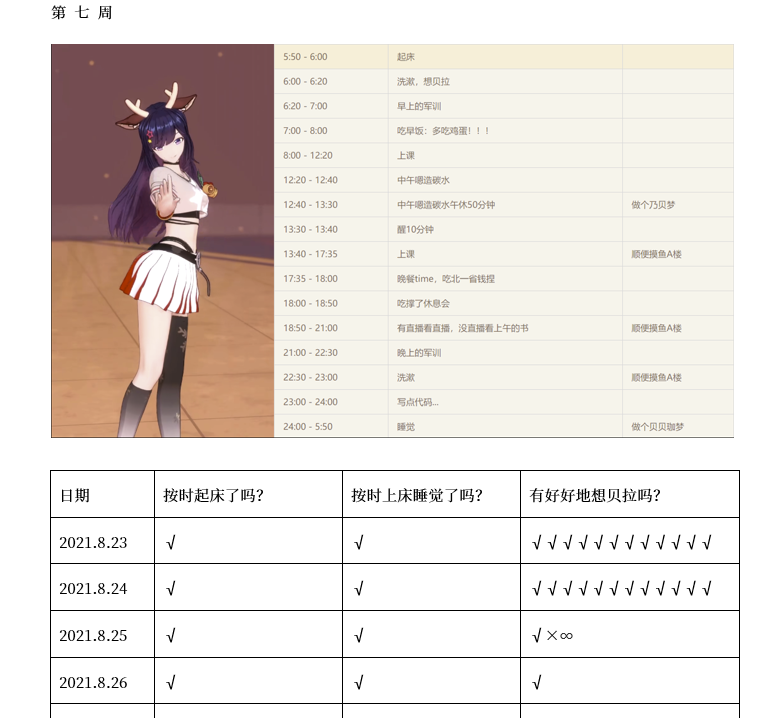 第 七 周
5:50 - 6:00 起床
6:00 - 6:20 洗漱，想贝拉
6:20 - 7:00 早上的军训
7:00 - 8:00 吃早饭：多吃鸡蛋！！！
8:00 - 12:20 上课
12:20 - 12:40 中午嗯造碳水
12:40 - 13:30 中午嗯造碳水午休50分钟 做个乃贝梦
13:30 - 13:40 醒10分钟
13:40 - 17:35 上课 顺便摸鱼A楼
17:35 - 18:00 晚餐time，吃北一省钱捏
18:00 - 18:50 吃撑了休息会
18:50 - 21:00 有直播看直播，没直播看上午的书 顺便摸鱼A楼
21:00 - 22:30 晚上的军训
22:30 - 23:00 洗漱 顺便摸鱼A楼
23:00 - 24:00 写点代码...
24:00 - 5:50 睡觉 做个贝贝珈梦
日期 按时起床了吗？ 按时上床睡觉了吗？ 有好好地想贝拉吗？
2021.8.23 √ √ √ √ √ √ √ √ √ √ √ √ √ √
2021.8.24 √ √ √ √ √ √ √ √ √ √ √ √ √ √
2021.8.25 √ √ √ ×∞
2021.8.26 √ √ √